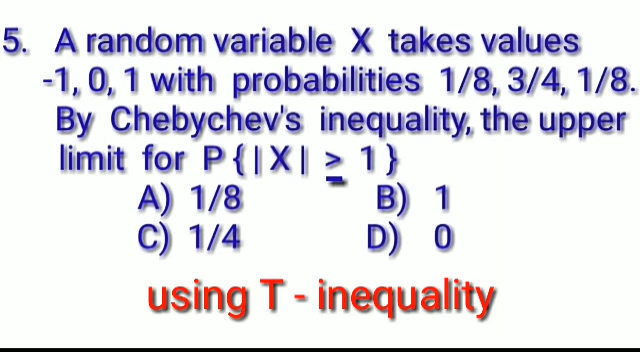 5. A random variable X takes values
-1, 0, 1 with probabilities 1/8, 3/4, 1/8.
By Chebychev's inequality, the upper
limit for P { | X | ≥ 1 }
A) 1/8 B) 1
C) 1/4 D) 0
using T - inequality